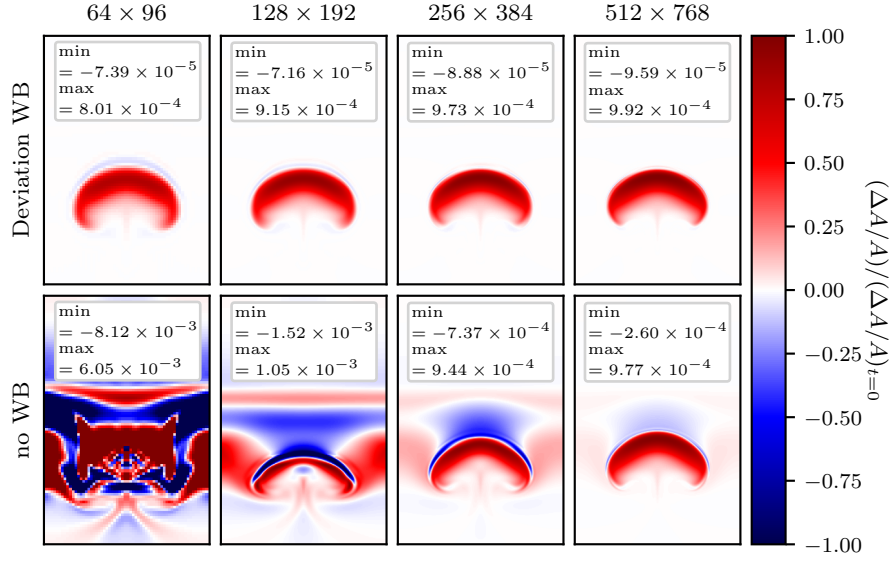 64 × 96
128 × 192
256 × 384
512 × 768
Deviation WB
min
= −7.39 × 10⁻⁵
max
= 8.01 × 10⁻⁴
min
= −7.16 × 10⁻⁵
max
= 9.15 × 10⁻⁴
min
= −8.88 × 10⁻⁵
max
= 9.73 × 10⁻⁴
min
= −9.59 × 10⁻⁵
max
= 9.92 × 10⁻⁴
no WB
min
= −8.12 × 10⁻³
max
= 6.05 × 10⁻³
min
= −1.52 × 10⁻³
max
= 1.05 × 10⁻³
min
= −7.37 × 10⁻⁴
max
= 9.44 × 10⁻⁴
min
= −2.60 × 10⁻⁴
max
= 9.77 × 10⁻⁴
1.00
0.75
0.50
0.25
0.00
−0.25
−0.50
−0.75
−1.00
(ΔA/A)/(ΔA/A)ₜ₌₀